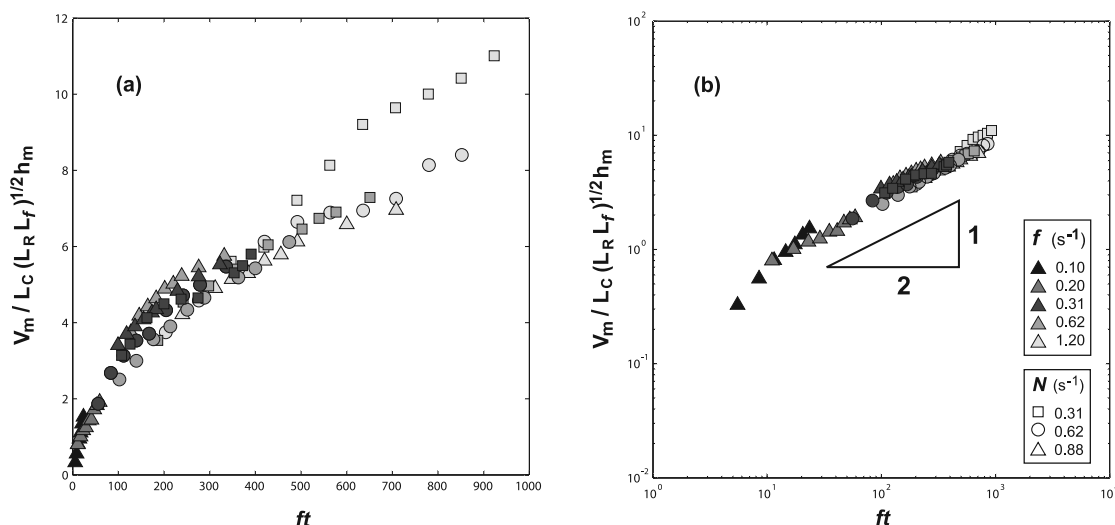 (a)
12
10
8
6
4
2
0
V_m / L_C (L_R L_f)^1/2 h_m
0 100 200 300 400 500 600 700 800 900 1000
ft
(b)
10^2
10^1
10^0
10^-1
10^-2
V_m / L_C (L_R L_f)^1/2 h_m
1
2
10^0 10^1 10^2 10^3 10^4
ft
f (s^-1)
0.10
0.20
0.31
0.62
1.20
N (s^-1)
0.31
0.62
0.88